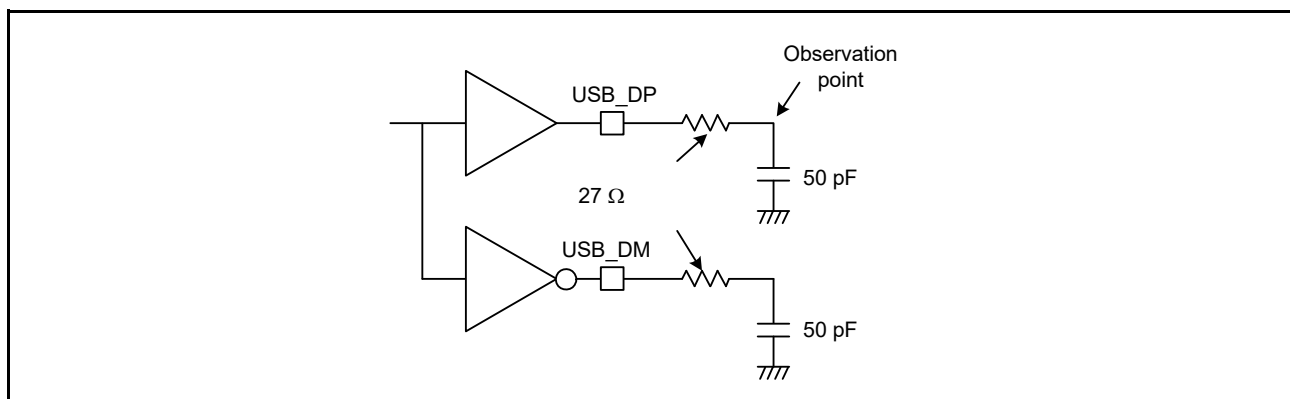 Observation
point
USB_DP
50 pF
27 Ω
USB_DM
50 pF